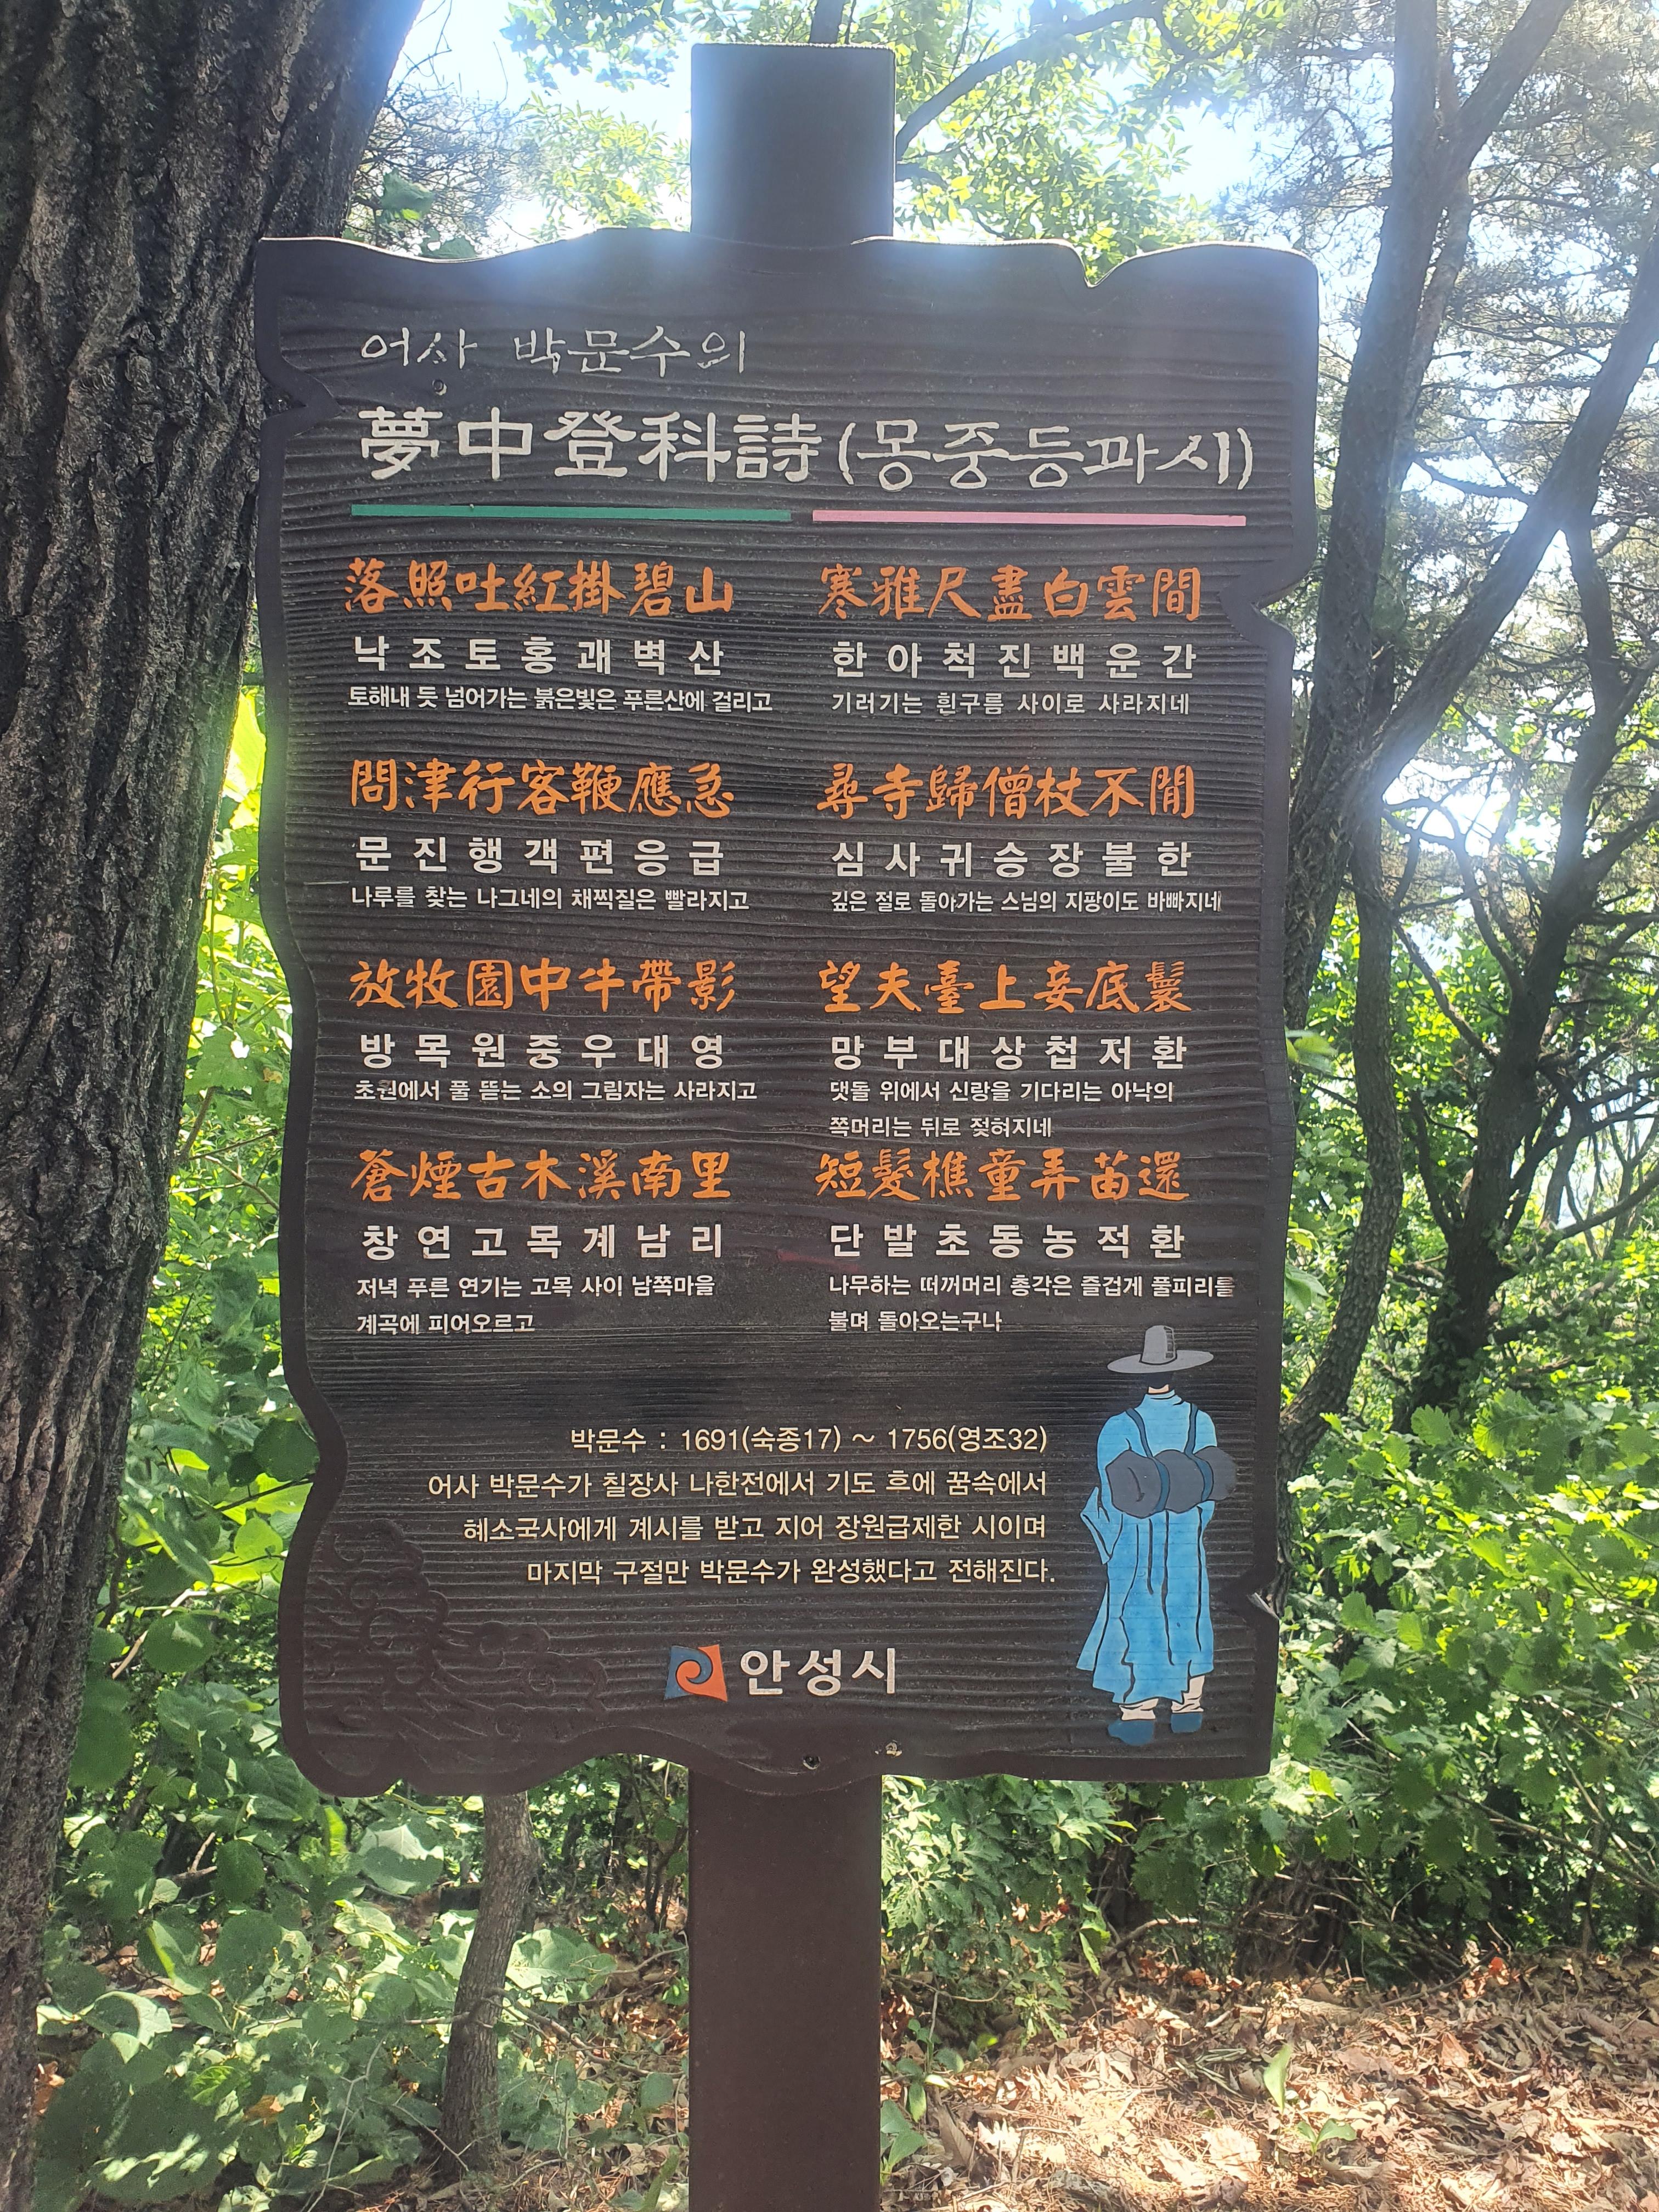 어사 박문수의
夢中登科詩(몽중등과시)
落照吐紅掛碧山
낙조토홍괘벽산
토해내 듯 넘어가는 붉은빛은 푸른산에 걸리고
寒雅尺盡白雲間
한아척진백운간
기러기는 흰구름 사이로 사라지네
問津行客鞭應急
문진행객편응급
나루를 찾는 나그네의 채찍질은 빨라지고
尋寺歸僧杖不閒
심사귀승장불한
깊은 절로 돌아가는 스님의 지팡이도 바빠지네
放牧園中牛帶影
방목원중우대영
초원에서 풀 뜯는 소의 그림자는 사라지고
望夫臺上妾底鬟
망부대상첩저환
댓돌 위에서 신랑을 기다리는 아낙의
쪽머리는 뒤로 젖혀지네
蒼煙古木溪南里
창연고목계남리
저녁 푸른 연기는 고목 사이 남쪽마을
계곡에 피어오르고
短髮樵童弄苗還
단발초동농적환
나무하는 떠꺼머리 총각은 즐겁게 풀피리를
불며 돌아오는구나
박문수 : 1691(숙종17) ~ 1756(영조32)
어사 박문수가 칠장사 나한전에서 기도 흐에 꿈속에서
혜소국사에게 계시를 받고 지어 장원급제한 시이며
마지막 구절만 박문수가 완성했다고 전해진다.
안성시